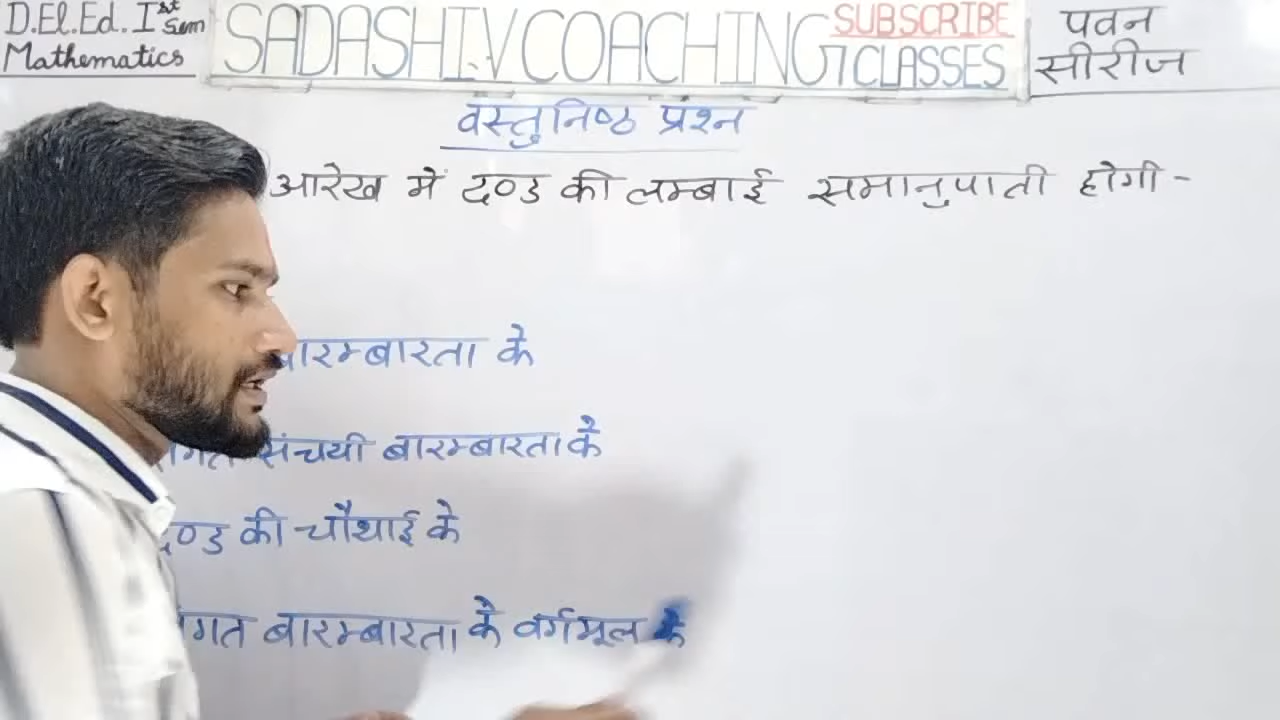 D.El.Ed. Ist Sem
Mathematics
SADASHIV COACHING CLASSES
SUBSCRIBE
पवन
सीरीज
वस्तुनिष्ठ प्रश्न
आरेख में दण्ड की लम्बाई समानुपाती होगी -
बारम्बारता के
संचयी बारम्बारता के
दण्ड की चौथाई के
बारम्बारता के वर्गमूल के